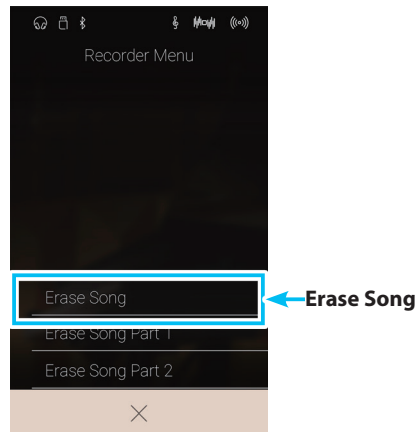 Recorder Menu
Erase Song
Erase Song
Erase Song Part 1
Erase Song Part 2